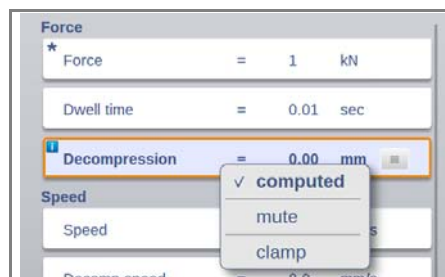 Force
* Force = 1 kN
Dwell time = 0.01 sec
i Decompression = 0.00 mm
✓ computed
Speed
mute
Speed
clamp